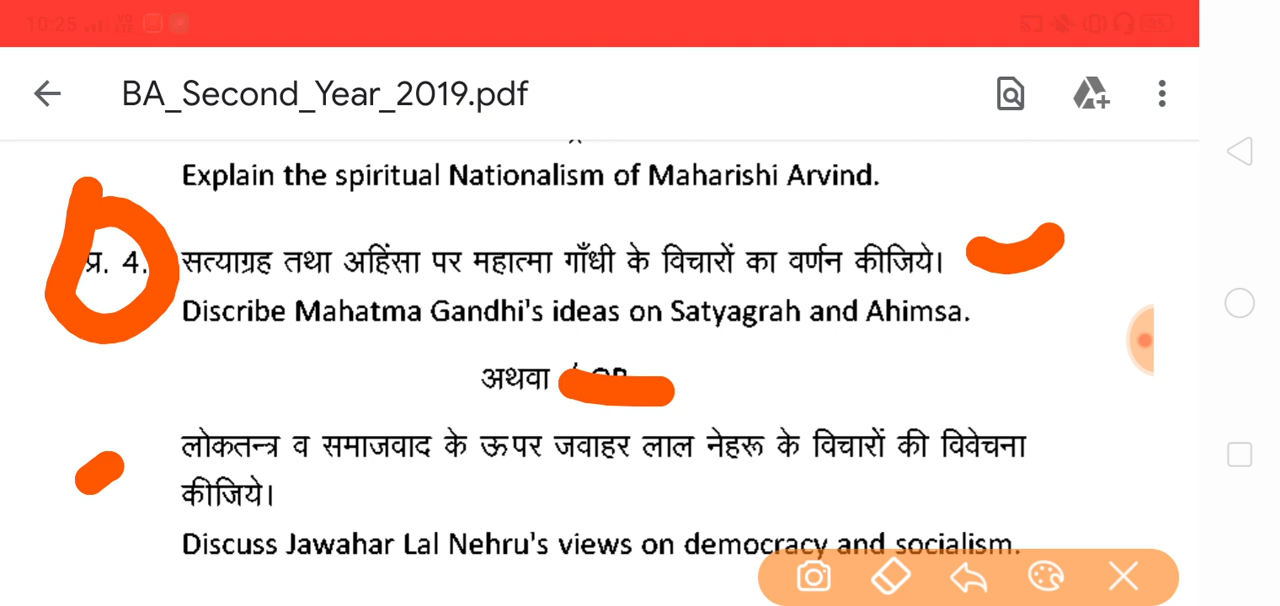 10:25
BA_Second_Year_2019.pdf
Explain the spiritual Nationalism of Maharishi Arvind.
प्र. 4. सत्याग्रह तथा अहिंसा पर महात्मा गाँधी के विचारों का वर्णन कीजिये।
Discribe Mahatma Gandhi's ideas on Satyagrah and Ahimsa.
अथवा
लोकतन्त्र व समाजवाद के ऊपर जवाहर लाल नेहरू के विचारों की विवेचना
कीजिये।
Discuss Jawahar Lal Nehru's views on democracy and socialism.